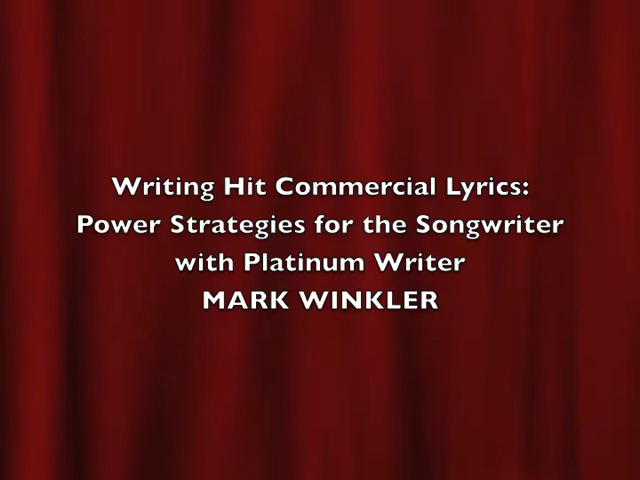 Writing Hit Commercial Lyrics:
Power Strategies for the Songwriter
with Platinum Writer
MARK WINKLER